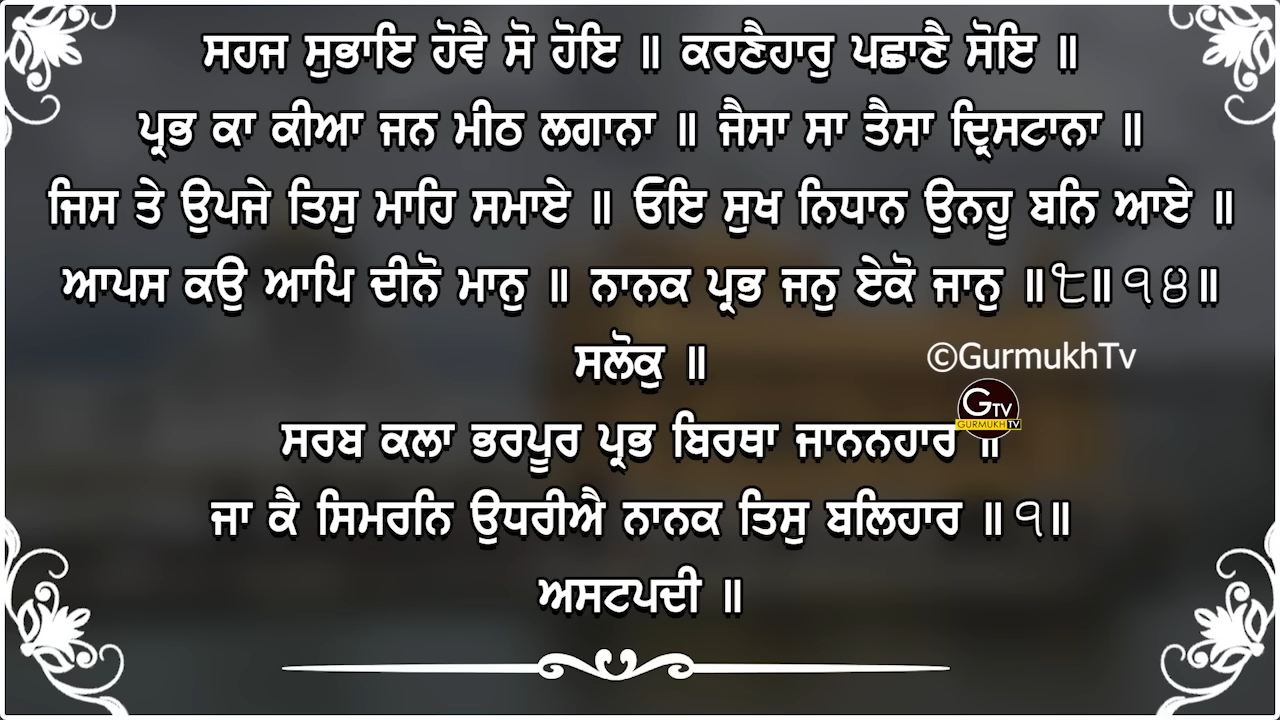 ਸਹਜ ਸੁਭਾਇ ਹੋਵੈ ਸੋ ਹੋਇ ॥ ਕਰਣੈਹਾਰੁ ਪਛਾਣੈ ਸੋਇ ॥
ਪ੍ਰਭ ਕਾ ਕੀਆ ਜਨ ਮੀਠ ਲਗਾਨਾ ॥ ਜੈਸਾ ਸਾ ਤੈਸਾ ਦ੍ਰਿਸਟਾਨਾ ॥
ਜਿਸ ਤੇ ਉਪਜੇ ਤਿਸੁ ਮਾਹਿ ਸਮਾਏ ॥ ਓਇ ਸੁਖ ਨਿਧਾਨ ਉਨਹੂ ਬਨਿ ਆਏ ॥
ਆਪਸ ਕਉ ਆਪਿ ਦੀਨੋ ਮਾਨੁ ॥ ਨਾਨਕ ਪ੍ਰਭ ਜਨੁ ਏਕੋ ਜਾਨੁ ॥੮॥੧੪॥
ਸਲੋਕੁ ॥
©GurmukhTv
GTV
GURMUKH TV
ਸਰਬ ਕਲਾ ਭਰਪੂਰ ਪ੍ਰਭ ਬਿਰਥਾ ਜਾਨਨਹਾਰ ॥
ਜਾ ਕੈ ਸਿਮਰਨਿ ਉਧਰੀਐ ਨਾਨਕ ਤਿਸੁ ਬਲਿਹਾਰ ॥੧॥
ਅਸਟਪਦੀ ॥